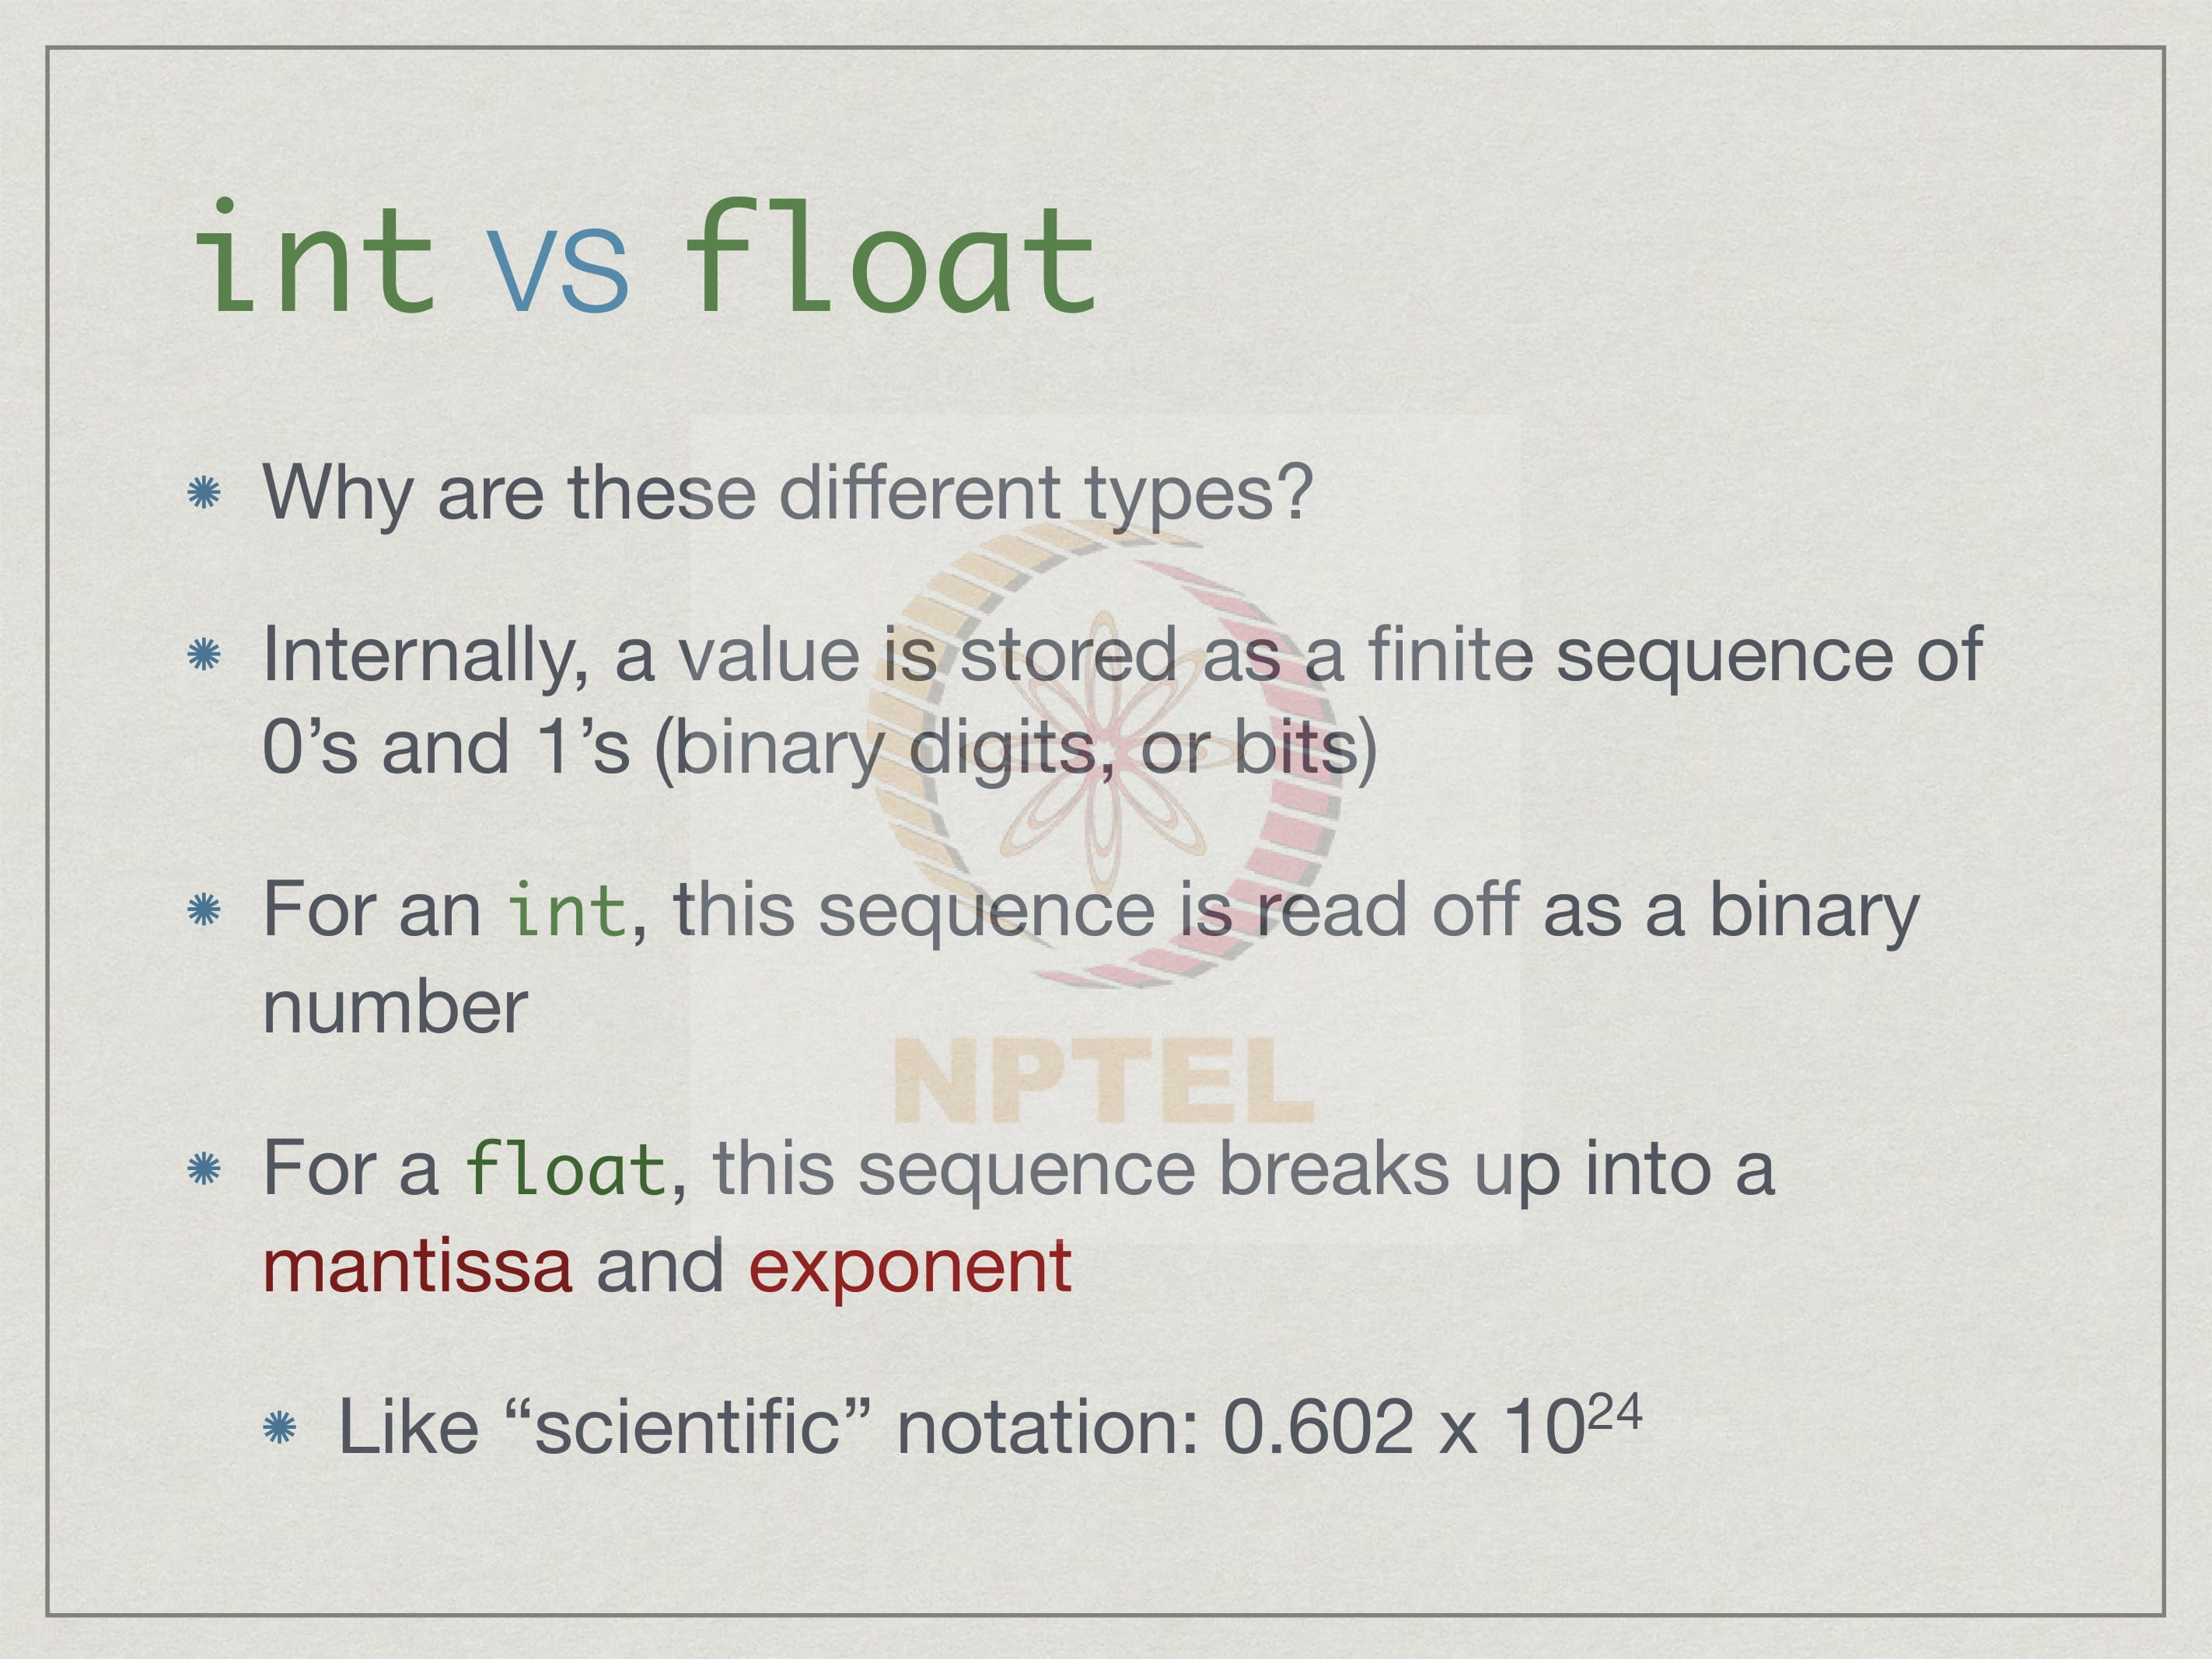 int vs float
Why are these different types?
Internally, a value is stored as a finite sequence of
0’s and 1’s (binary digits, or bits)
For an int, this sequence is read off as a binary
number
NPTEL
For a float, this sequence breaks up into a
mantissa and exponent
Like “scientific” notation: 0.602 x 10²⁴